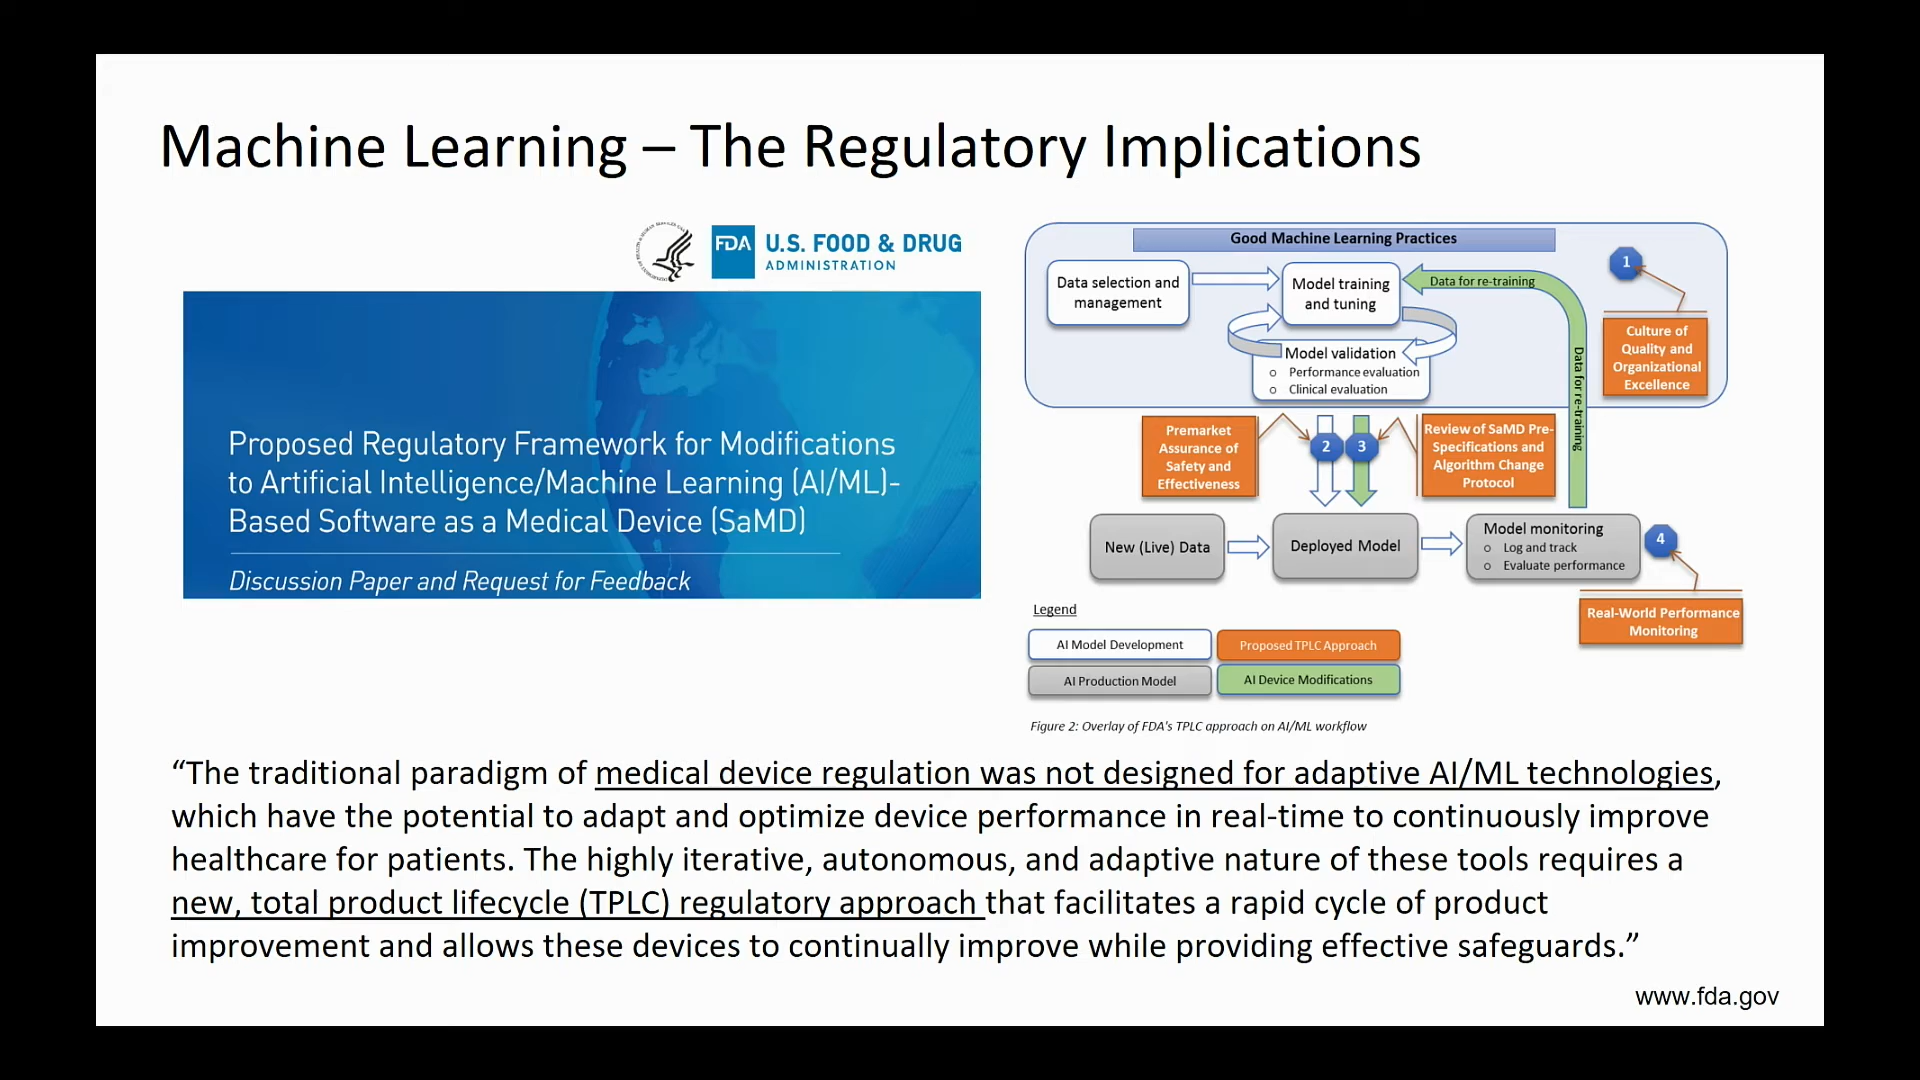 Machine Learning – The Regulatory Implications
FDA
U.S. FOOD & DRUG
ADMINISTRATION
Proposed Regulatory Framework for Modifications
to Artificial Intelligence/Machine Learning (AI/ML)-
Based Software as a Medical Device (SaMD)
Discussion Paper and Request for Feedback
Good Machine Learning Practices
Data selection and
management
Model training
and tuning
Data for re-training
Model validation
o Performance evaluation
o Clinical evaluation
Data for re-training
1
Culture of
Quality and
Organizational
Excellence
Premarket
Assurance of
Safety and
Effectiveness
2
3
Review of SaMD Pre-
Specifications and
Algorithm Change
Protocol
New (Live) Data
Deployed Model
Model monitoring
o Log and track
o Evaluate performance
4
Real-World Performance
Monitoring
Legend
AI Model Development
Proposed TPLC Approach
AI Production Model
AI Device Modifications
Figure 2: Overlay of FDA's TPLC approach on AI/ML workflow
“The traditional paradigm of medical device regulation was not designed for adaptive AI/ML technologies,
which have the potential to adapt and optimize device performance in real-time to continuously improve
healthcare for patients. The highly iterative, autonomous, and adaptive nature of these tools requires a
new, total product lifecycle (TPLC) regulatory approach that facilitates a rapid cycle of product
improvement and allows these devices to continually improve while providing effective safeguards.”
www.fda.gov